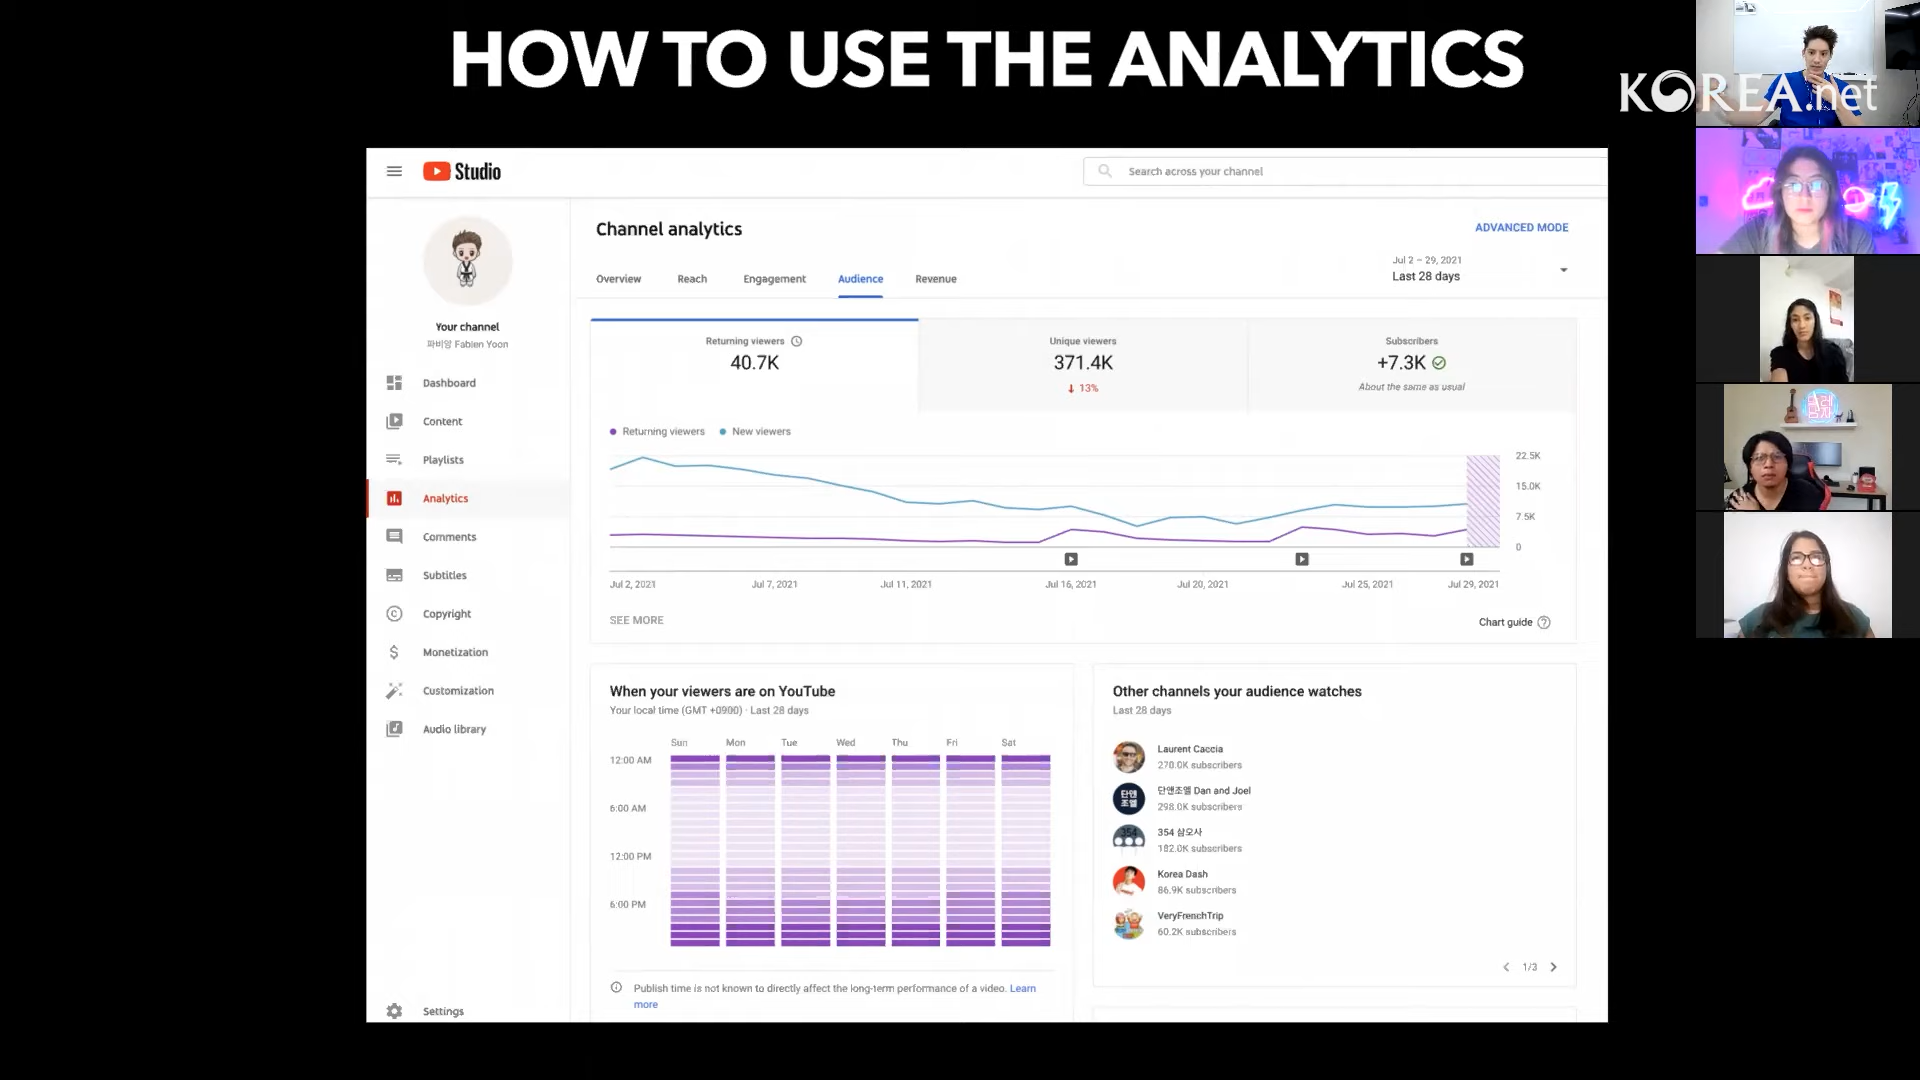 HOW TO USE THE ANALYTICS
KOREA.net
Studio
Search across your channel
Your channel
파비앙 Fabien Yoon
Dashboard
Content
Playlists
Analytics
Comments
Subtitles
Copyright
Monetization
Customization
Audio library
Settings
Channel analytics
ADVANCED MODE
Overview
Reach
Engagement
Audience
Revenue
Jul 2 – 29, 2021
Last 28 days
Returning viewers
40.7K
Unique viewers
371.4K
13%
Subscribers
+7.3K
About the same as usual
Returning viewers
New viewers
22.5K
15.0K
7.5K
0
Jul 2, 2021
Jul 7, 2021
Jul 11, 2021
Jul 16, 2021
Jul 20, 2021
Jul 25, 2021
Jul 29, 2021
SEE MORE
Chart guide
When your viewers are on YouTube
Your local time (GMT +0900) · Last 28 days
Sun Mon Tue Wed Thu Fri Sat
12:00 AM
6:00 AM
12:00 PM
6:00 PM
Publish time is not known to directly affect the long-term performance of a video. Learn
more
Other channels your audience watches
Last 28 days
Laurent Caccia
270.0K subscribers
단앤
조엘
단앤조엘 Dan and Joel
298.0K subscribers
354
354 삼오사
182.0K subscribers
Korea Dash
86.9K subscribers
VeryFrenchTrip
60.2K subscribers
1/3